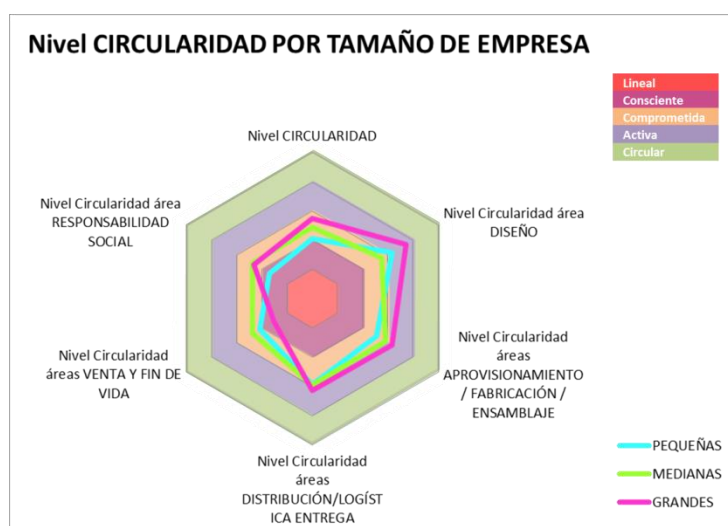 Nivel CIRCULARIDAD POR TAMAÑO DE EMPRESA
Lineal
Consciente
Comprometida
Activa
Circular
Nivel CIRCULARIDAD
Nivel Circularidad área
DISEÑO
Nivel Circularidad
áreas
APROVISIONAMIENTO
/ FABRICACIÓN /
ENSAMBLAJE
Nivel Circularidad
áreas
DISTRIBUCIÓN/LOGÍST
ICA ENTREGA
Nivel Circularidad
áreas VENTA Y FIN DE
VIDA
Nivel Circularidad área
RESPONSABILIDAD
SOCIAL
PEQUEÑAS
MEDIANAS
GRANDES